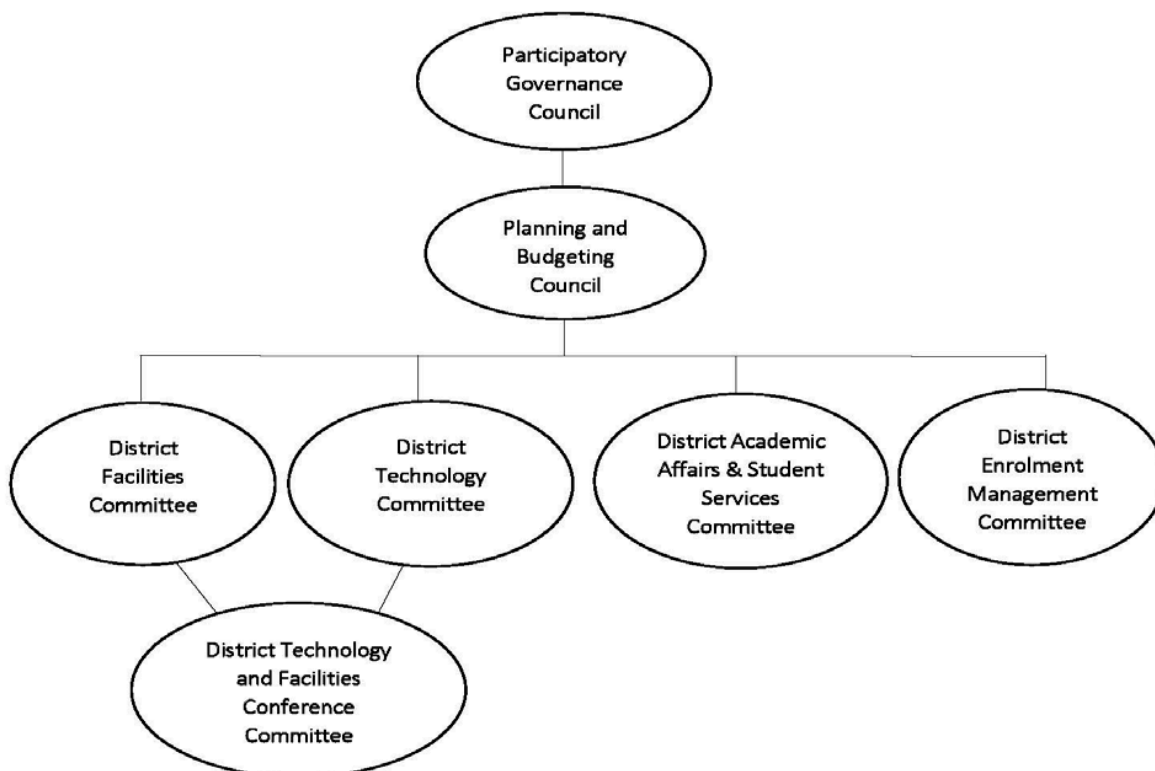 Participatory
Governance
Council
Planning and
Budgeting
Council
District
Facilities
Committee
District
Technology
Committee
District Academic
Affairs & Student
Services
Committee
District
Enrolment
Management
Committee
District Technology
and Facilities
Conference
Committee